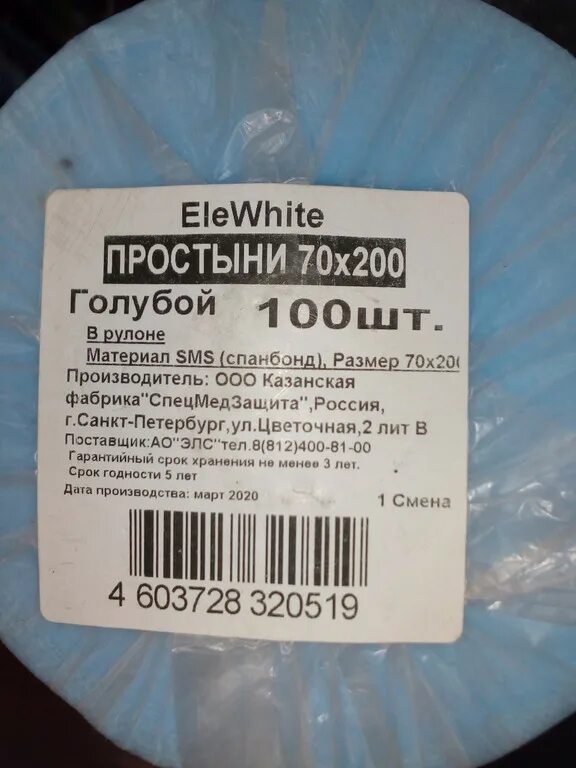 EleWhite
ПРОСТЫНИ 70х200
Голубой 100шт.
В рулоне
Материал SMS (спанбонд), Размер 70х20
Производитель: ООО Казанская
фабрика"СпецМедЗащита",Россия,
г.Санкт-Петербург,ул.Цветочная,2 лит В
Поставщик:АО"ЭЛС"тел.8(812)400-81-00
Гарантийный срок хранения не менее 3 лет.
Срок годности 5 лет
Дата производства: март 2020 1 Смена
4 603728 320519